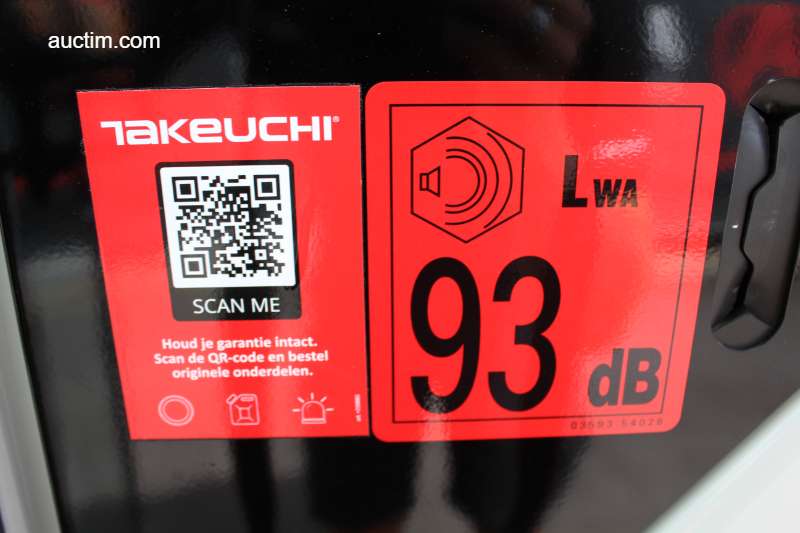 auctim.com
TAKEUCHI
SCAN ME
Houd je garantie intact.
Scan de QR-code en bestel
originele onderdelen.
LWA
93
dB
03593 54028